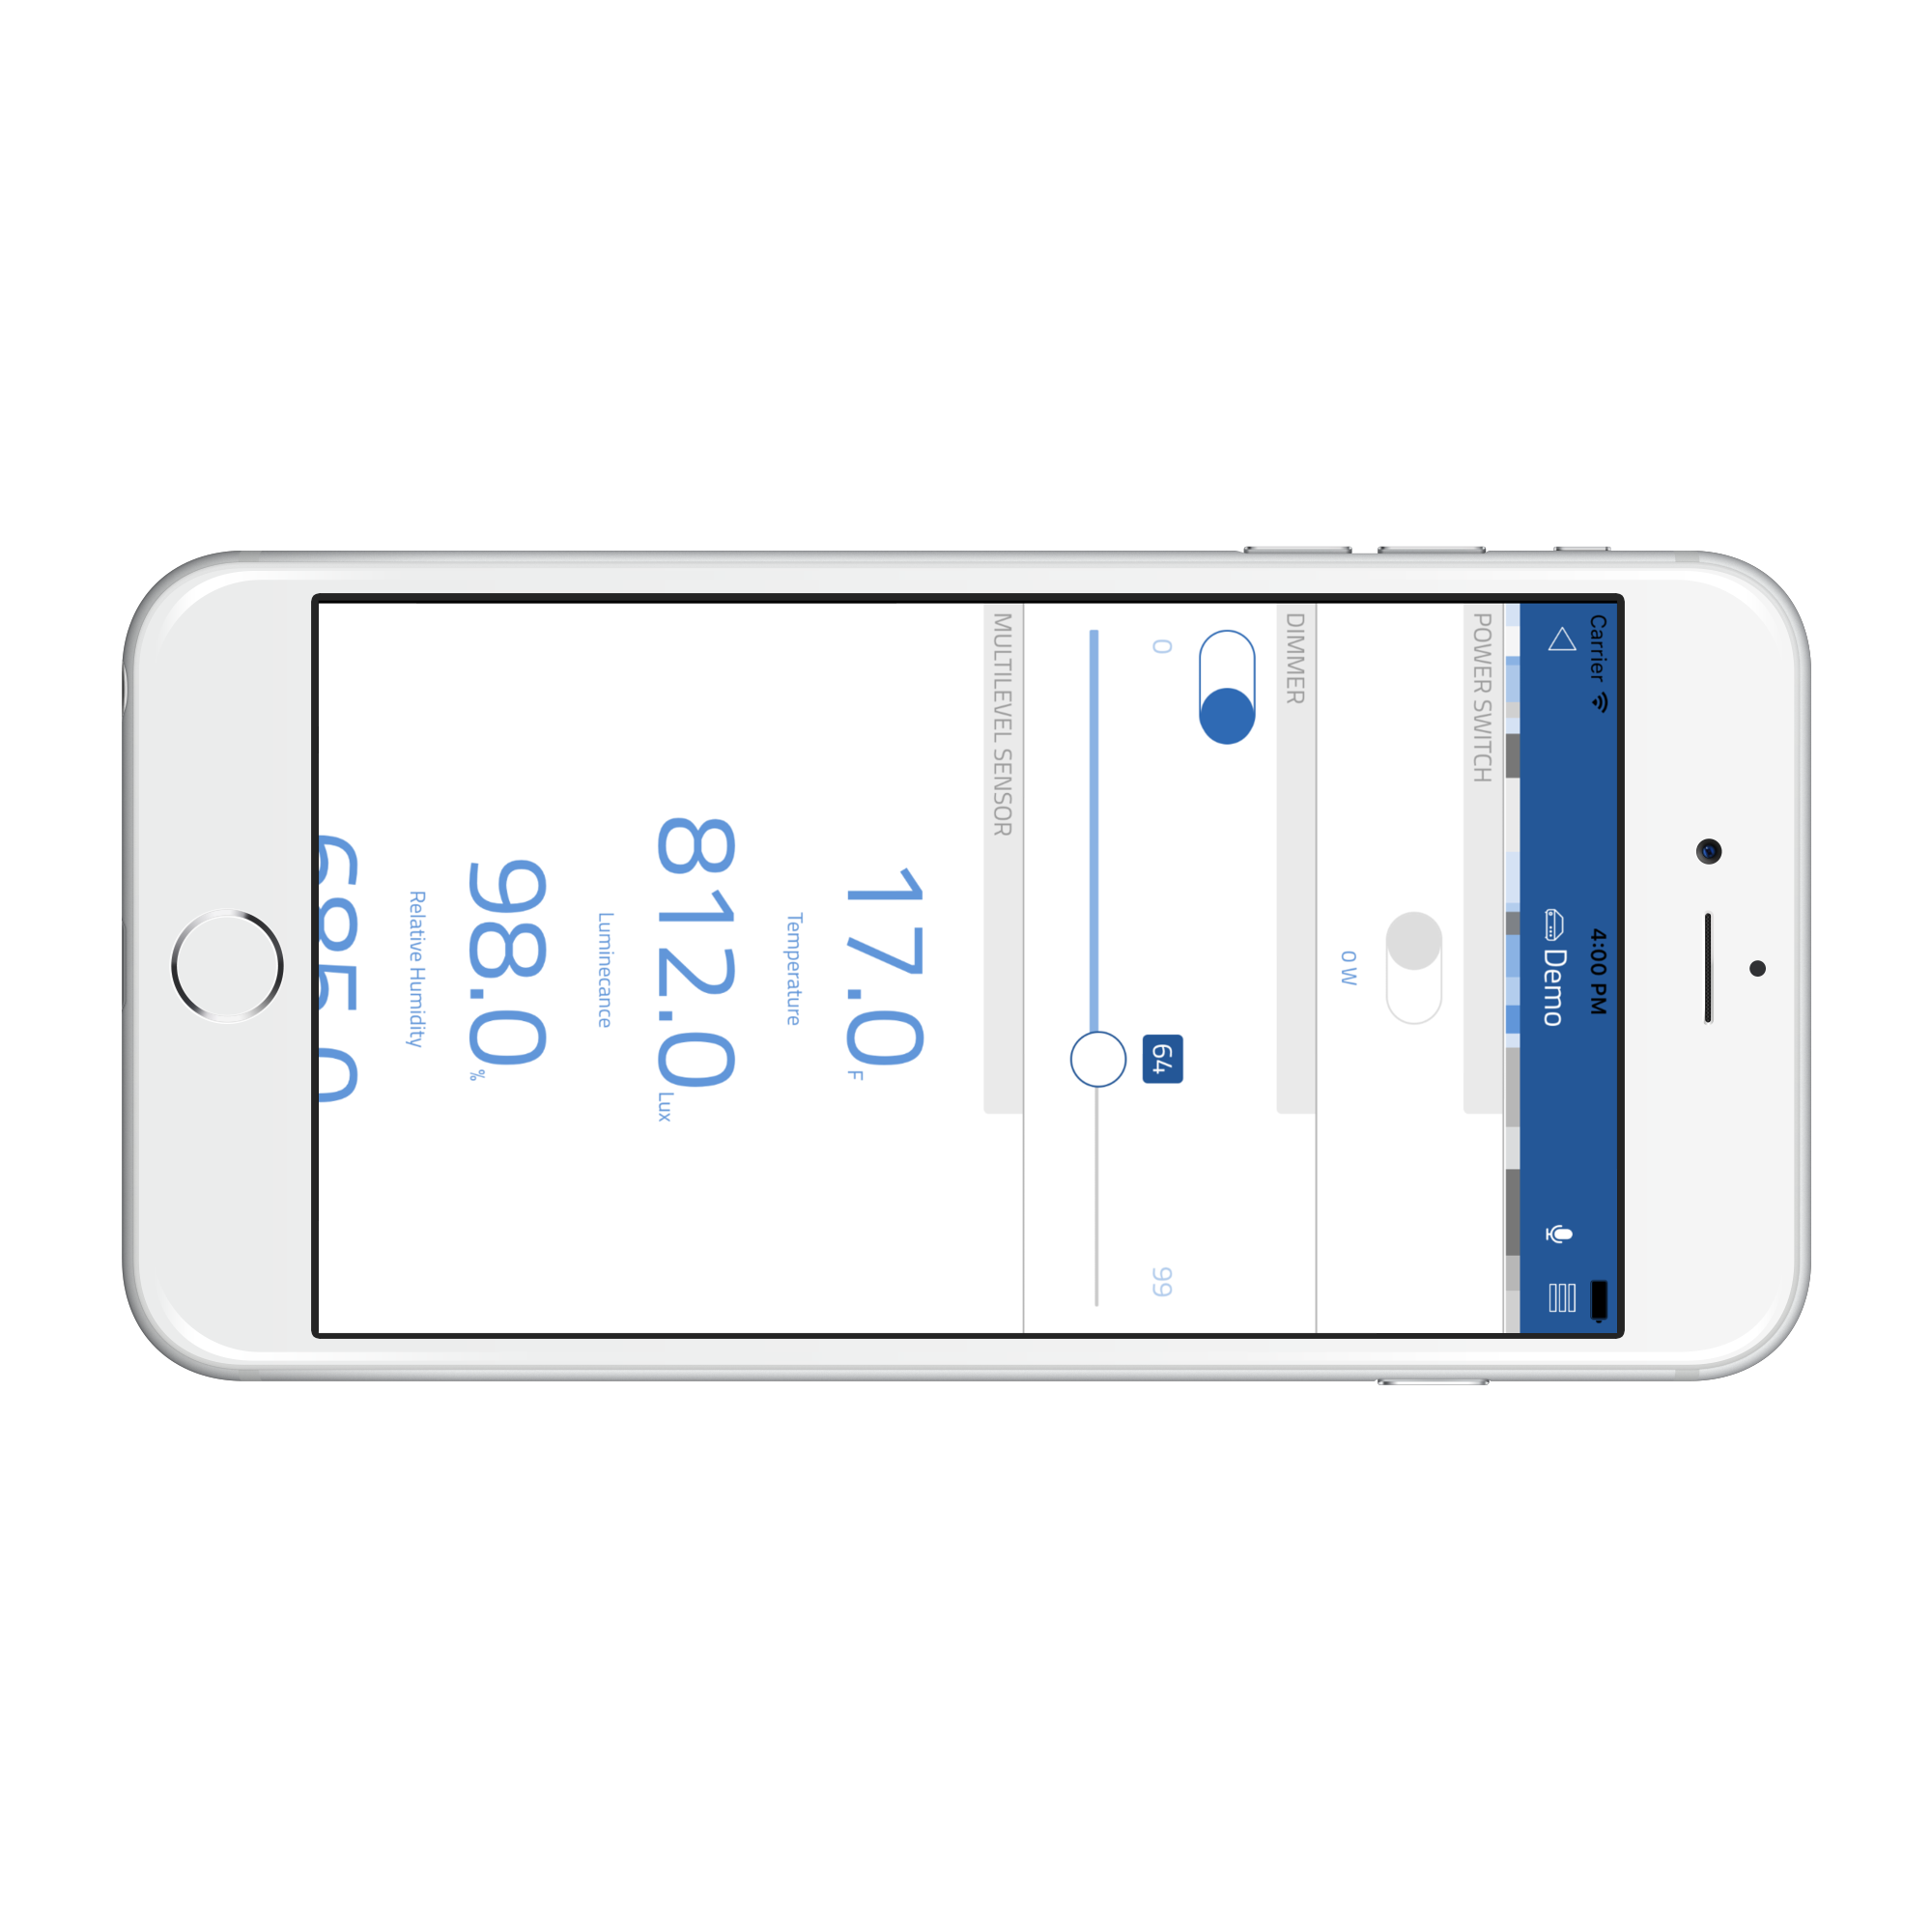 Carrier 4:00 PM
Demo
POWER SWITCH
0 W
DIMMER
0 64 99
MULTILEVEL SENSOR
17.0 F
Temperature
812.0 Lux
Luminecance
98.0 %
Relative Humidity